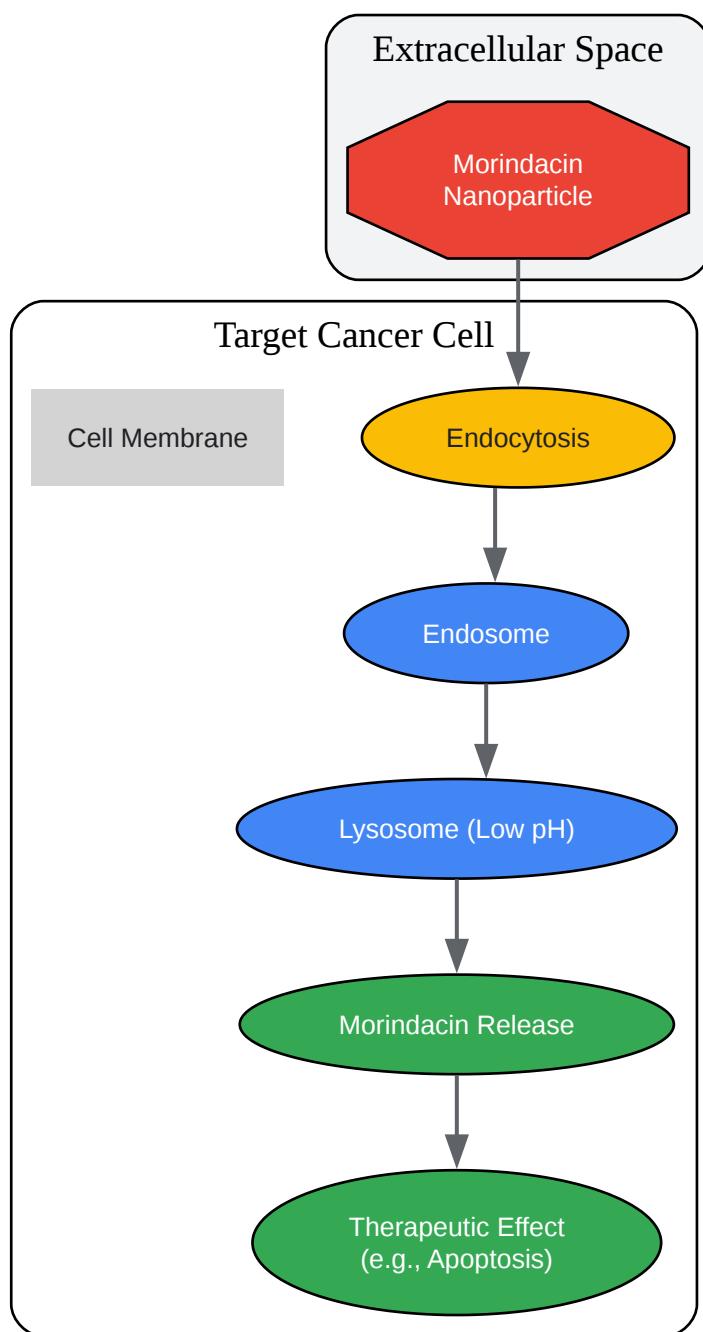 Extracellular Space
Morindacin
Nanoparticle
Target Cancer Cell
Cell Membrane
Endocytosis
Endosome
Lysosome (Low pH)
Morindacin Release
Therapeutic Effect
(e.g., Apoptosis)